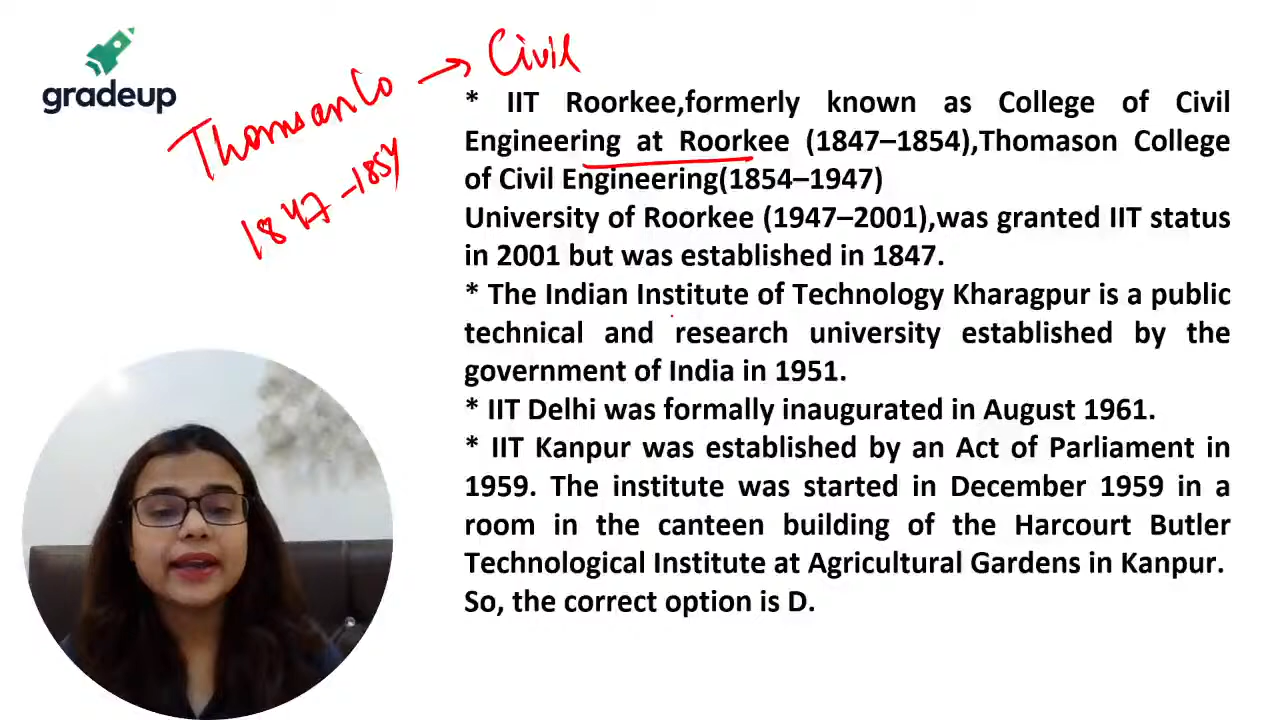 gradeup
Thomsan Co → Civil
1847 - 1854
* IIT Roorkee,formerly known as College of Civil
Engineering at Roorkee (1847–1854),Thomason College
of Civil Engineering(1854–1947)
University of Roorkee (1947–2001),was granted IIT status
in 2001 but was established in 1847.
* The Indian Institute of Technology Kharagpur is a public
technical and research university established by the
government of India in 1951.
* IIT Delhi was formally inaugurated in August 1961.
* IIT Kanpur was established by an Act of Parliament in
1959. The institute was started in December 1959 in a
room in the canteen building of the Harcourt Butler
Technological Institute at Agricultural Gardens in Kanpur.
So, the correct option is D.